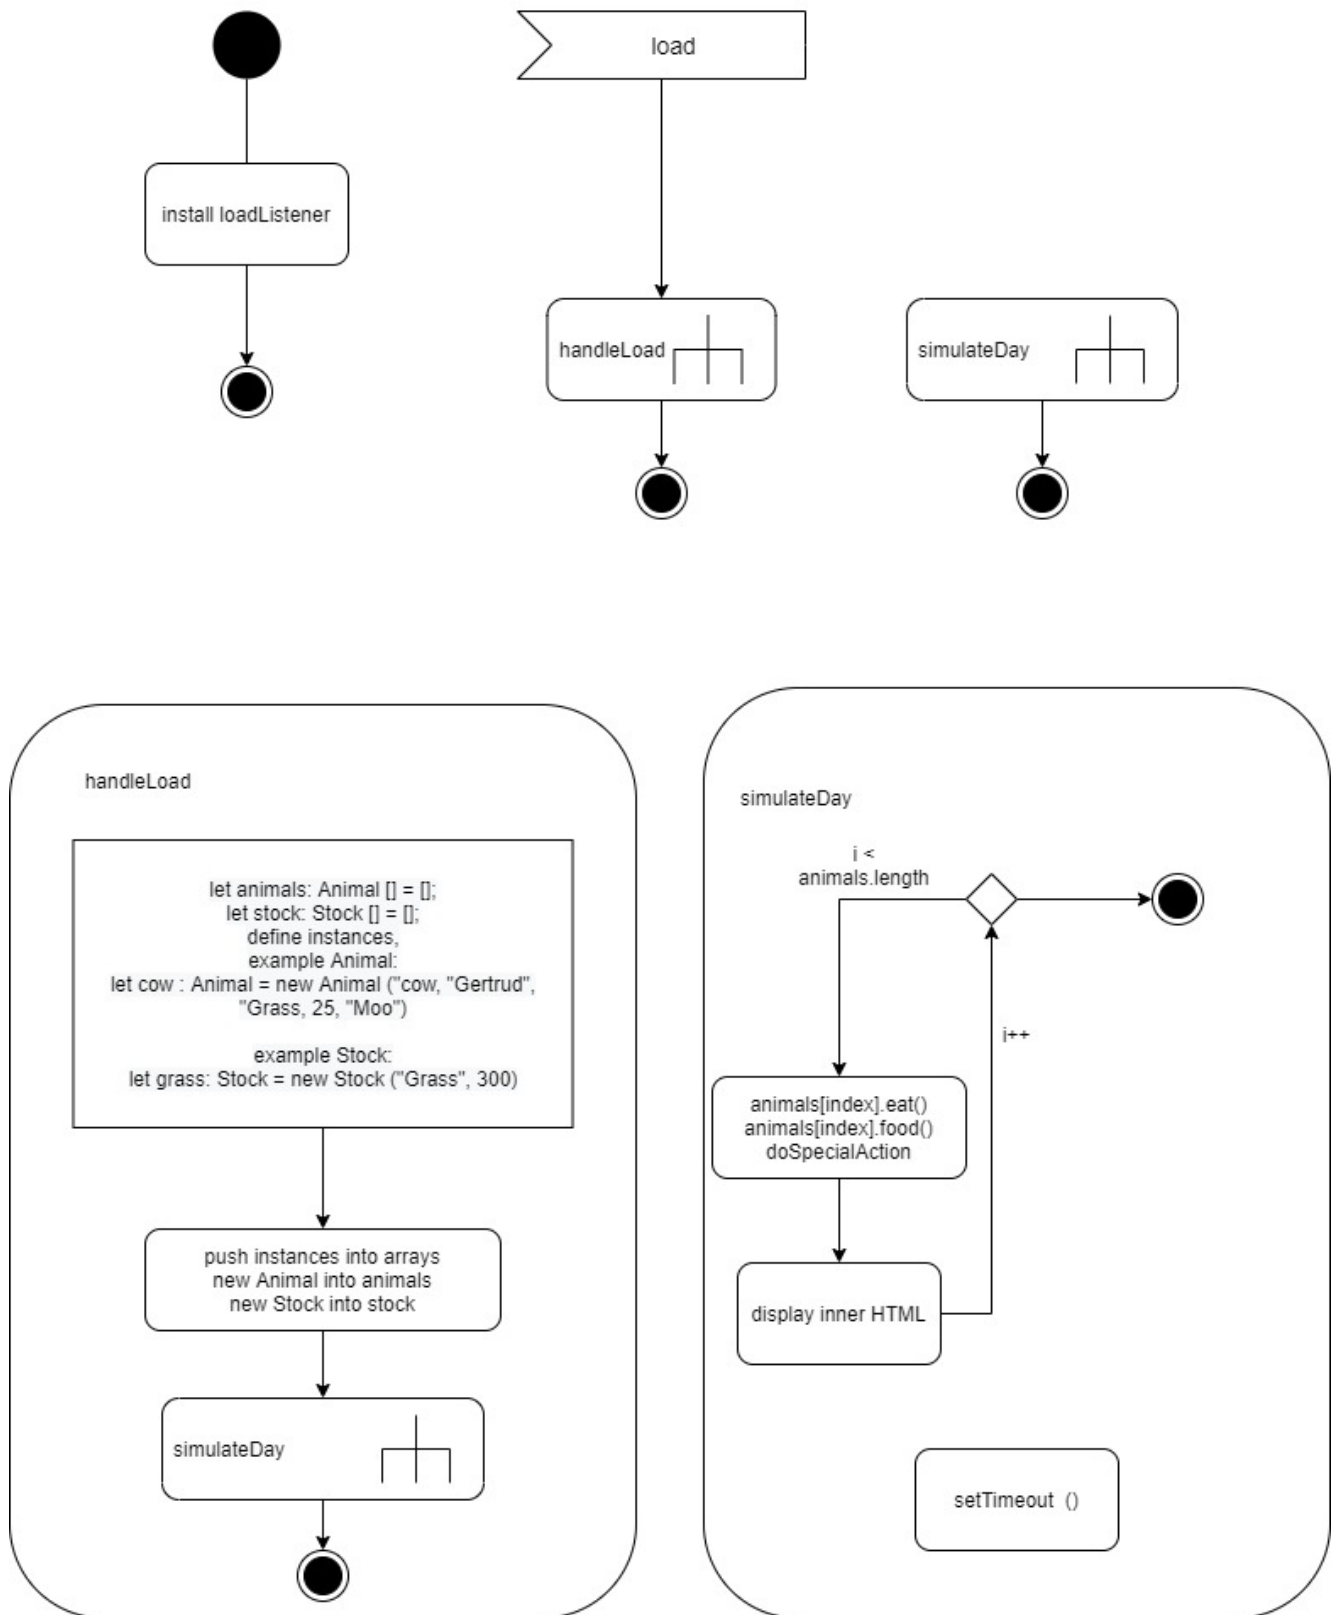 load
install loadListener
handleLoad
simulateDay
handleLoad
let animals: Animal [] = [];
let stock: Stock [] = [];
define instances,
example Animal:
let cow : Animal = new Animal ("cow, "Gertrud",
"Grass, 25, "Moo")
example Stock:
let grass: Stock = new Stock ("Grass", 300)
push instances into arrays
new Animal into animals
new Stock into stock
simulateDay
simulateDay
i <
animals.length
i++
animals[index].eat()
animals[index].food()
doSpecialAction
display inner HTML
setTimeout ()